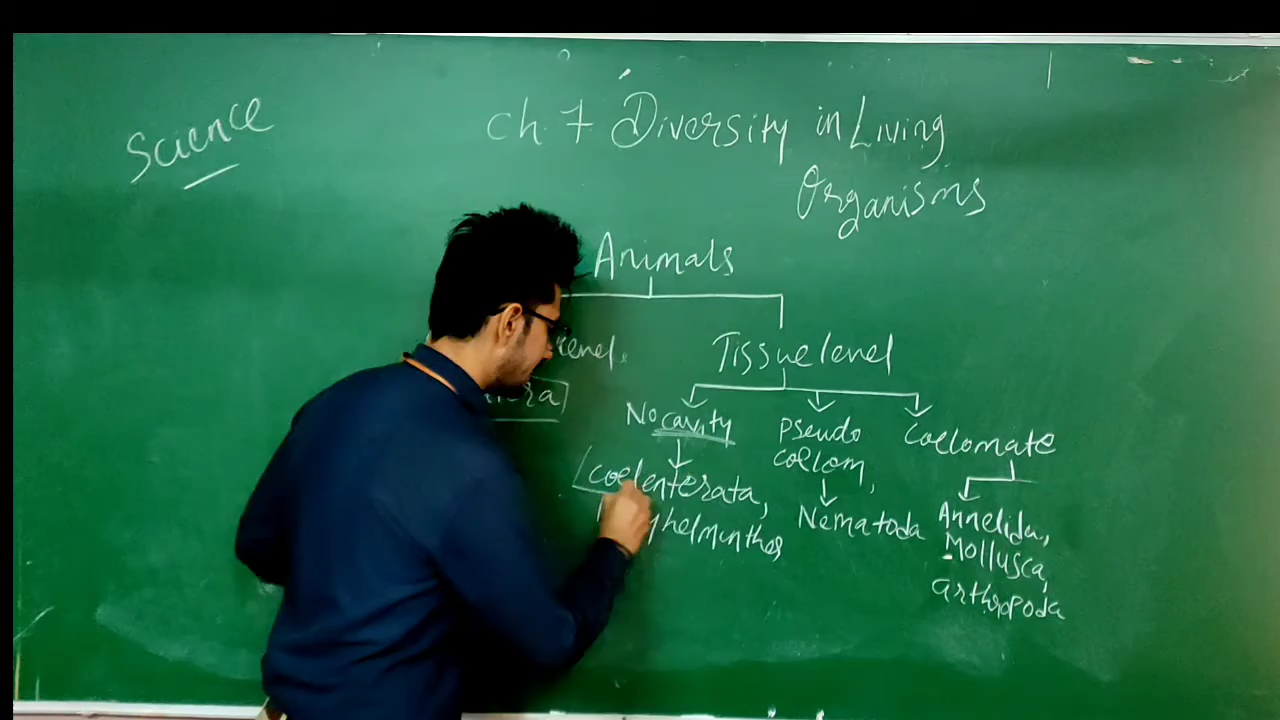 Science
Ch. 7 Diversity in Living
Organisms
Animals
Tissue level
No cavity
Pseudo
coelom,
Coelomate
Coelenterata,
Nematoda
Annelida,
Mollusca,
arthropoda